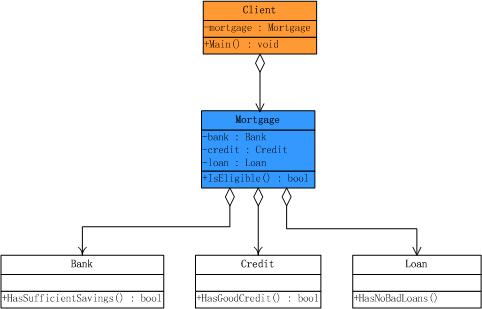 Client
-mortgage : Mortgage
+Main() : void
Mortgage
-bank : Bank
-credit : Credit
-loan : Loan
+IsEligible() : bool
Bank
Credit
Loan
+HasSufficientSavings() : bool
+HasGoodCredit() : bool
+HasNoBadLoans()